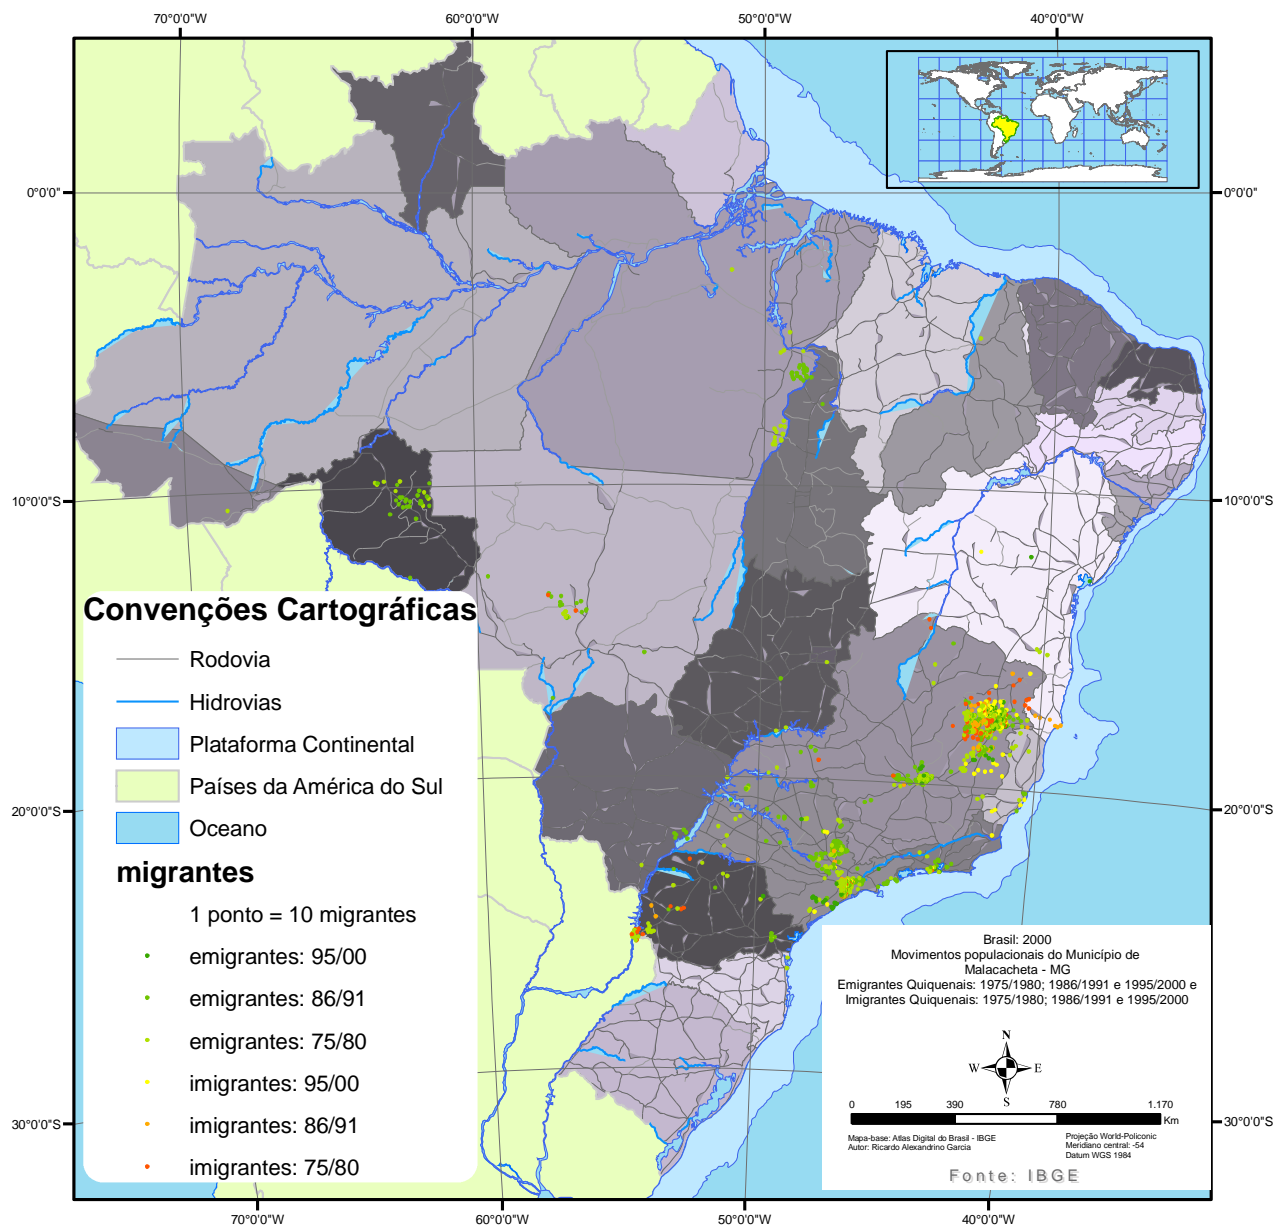 70°0'0"W
60°0'0"W
50°0'0"W
40°0'0"W
0°0'0"
0°0'0"
10°0'0"S
10°0'0"S
20°0'0"S
20°0'0"S
30°0'0"S
30°0'0"S
Convenções Cartográficas
Rodovia
Hidrovias
Plataforma Continental
Países da América do Sul
Oceano
migrantes
1 ponto = 10 migrantes
emigrantes: 95/00
emigrantes: 86/91
emigrantes: 75/80
imigrantes: 95/00
imigrantes: 86/91
imigrantes: 75/80
Brasil: 2000
Movimentos populacionais do Município de
Malacacheta - MG
Emigrantes Quiquenais: 1975/1980; 1986/1991 e 1995/2000 e
Imigrantes Quiquenais: 1975/1980; 1986/1991 e 1995/2000
N
W E
S
0 195 390 780 1.170
Km
Mapa-base: Atlas Digital do Brasil - IBGE
Autor: Ricardo Alexandrino Garcia
Projeção World-Policonic
Meridiano central: -54
Datum WGS 1984
Fonte: IBGE
70°0'0"W
60°0'0"W
50°0'0"W
40°0'0"W